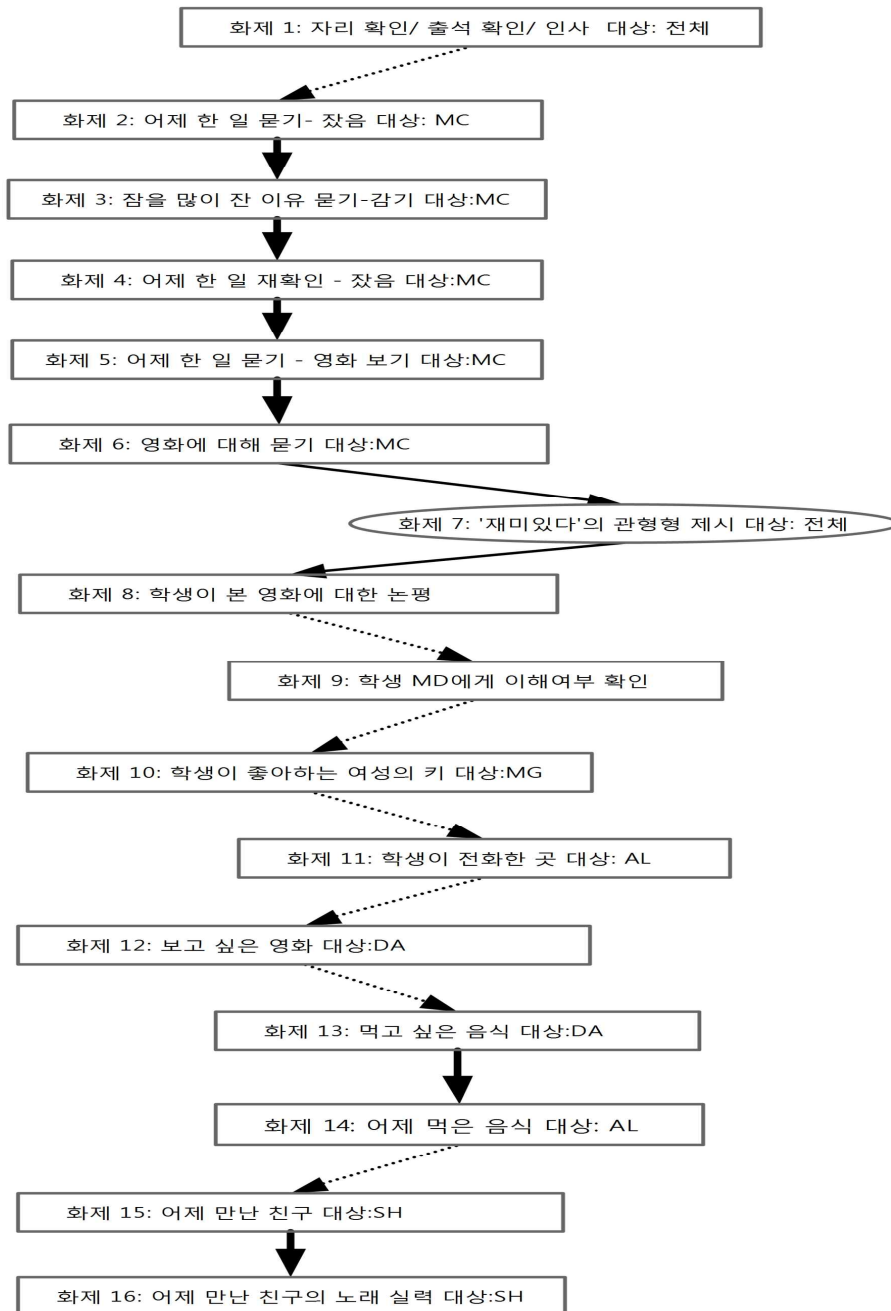 화제 1: 자리 확인/ 출석 확인/ 인사  대상: 전체
화제 2: 어제 한 일 묻기- 잤음 대상: MC
화제 3: 잠을 많이 잔 이유 묻기-감기 대상:MC
화제 4: 어제 한 일 재확인 - 잤음 대상:MC
화제 5: 어제 한 일 묻기 - 영화 보기 대상:MC
화제 6: 영화에 대해 묻기 대상:MC
화제 7: '재미있다'의 관형형 제시 대상: 전체
화제 8: 학생이 본 영화에 대한 논평
화제 9: 학생 MD에게 이해여부 확인
화제 10: 학생이 좋아하는 여성의 키 대상:MG
화제 11: 학생이 전화한 곳 대상: AL
화제 12: 보고 싶은 영화 대상:DA
화제 13: 먹고 싶은 음식 대상:DA
화제 14: 어제 먹은 음식 대상: AL
화제 15: 어제 만난 친구 대상:SH
화제 16: 어제 만난 친구의 노래 실력 대상:SH